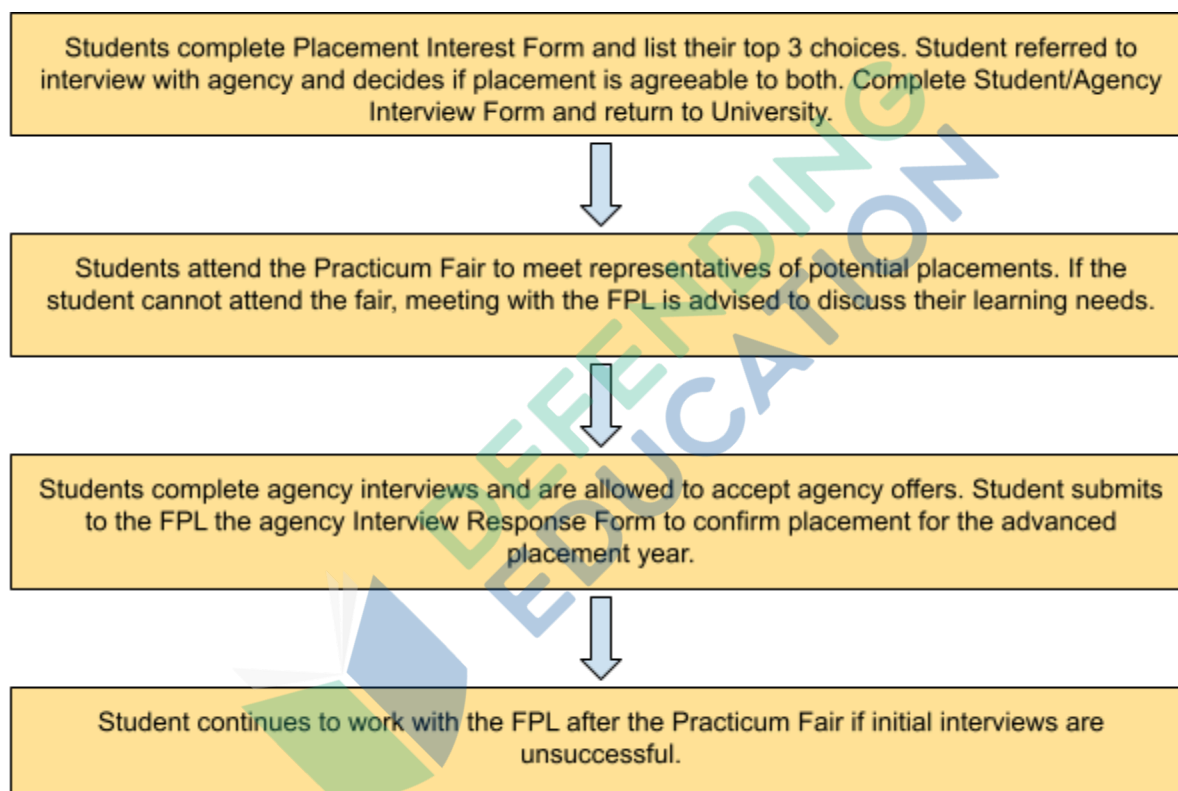 Students complete Placement Interest Form and list their top 3 choices. Student referred to
interview with agency and decides if placement is agreeable to both. Complete Student/Agency
Interview Form and return to University.
Students attend the Practicum Fair to meet representatives of potential placements. If the
student cannot attend the fair, meeting with the FPL is advised to discuss their learning needs.
Students complete agency interviews and are allowed to accept agency offers. Student submits
to the FPL the agency Interview Response Form to confirm placement for the advanced
placement year.
Student continues to work with the FPL after the Practicum Fair if initial interviews are
unsuccessful.
DEFENDING
EDUCATION